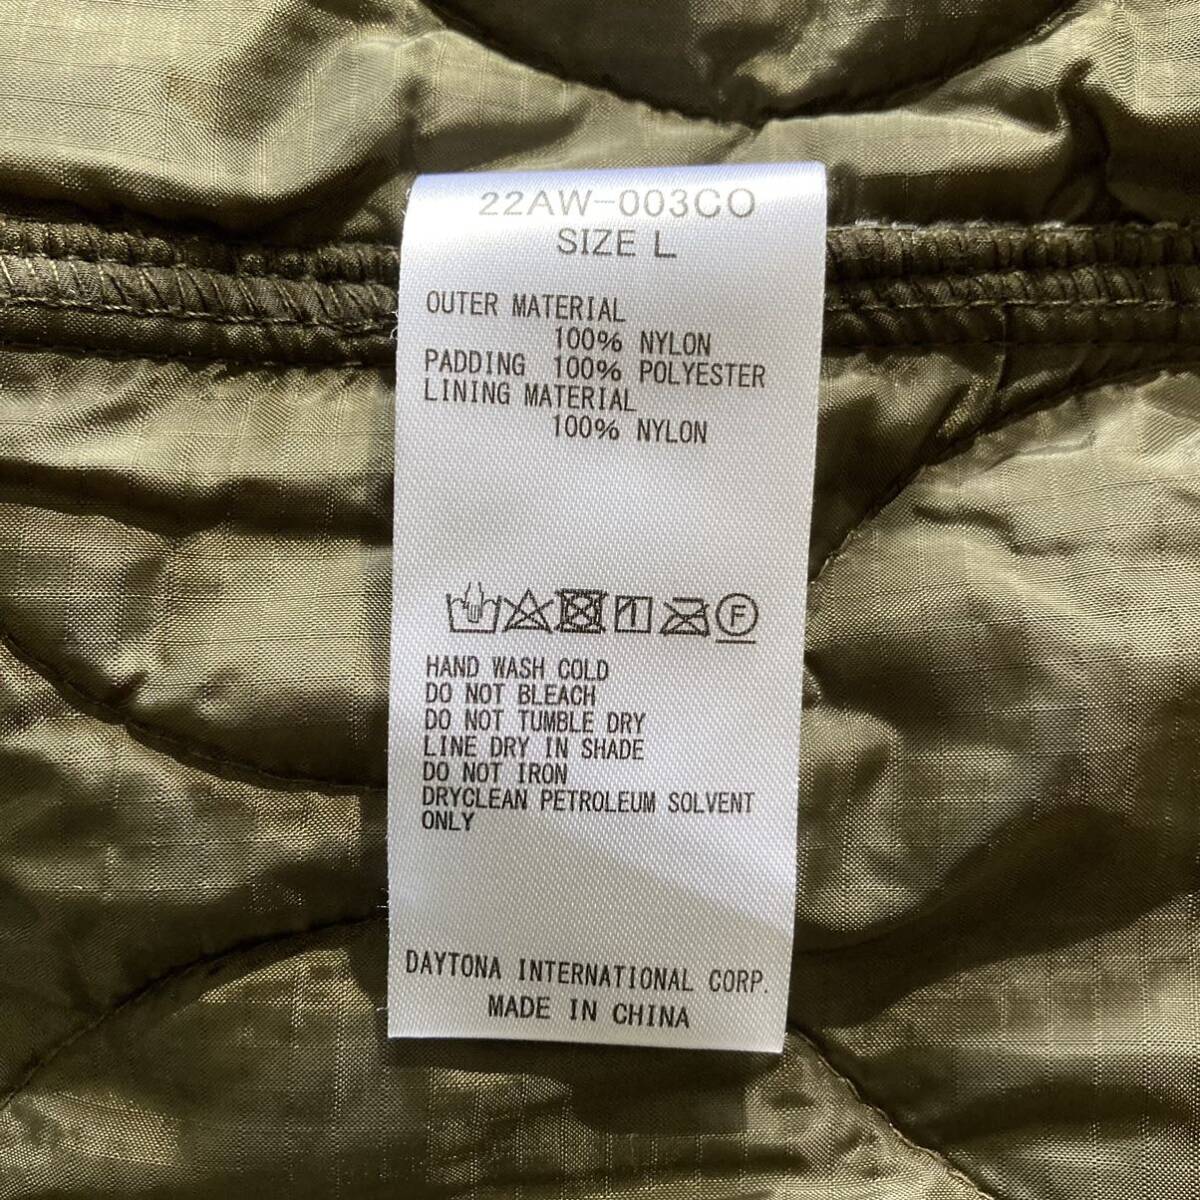 22AW-003CO
SIZE L
OUTER MATERIAL
100% NYLON
PADDING 100% POLYESTER
LINING MATERIAL
100% NYLON
F
HAND WASH COLD
DO NOT BLEACH
DO NOT TUMBLE DRY
LINE DRY IN SHADE
DO NOT IRON
DRYCLEAN PETROLEUM SOLVENT
ONLY
DAYTONA INTERNATIONAL CORP.
MADE IN CHINA